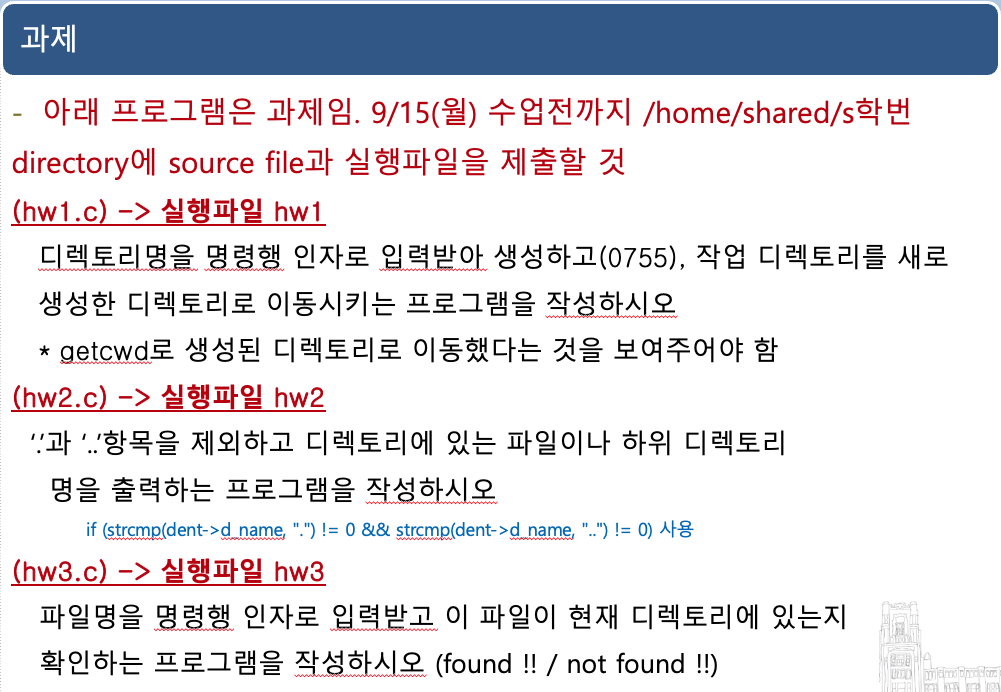 과제
- 아래 프로그램은 과제임. 9/15(월) 수업전까지 /home/shared/s학번
directory에 source file과 실행파일을 제출할 것
(hw1.c) -> 실행파일 hw1
디렉토리명을 명령행 인자로 입력받아 생성하고(0755), 작업 디렉토리를 새로
생성한 디렉토리로 이동시키는 프로그램을 작성하시오
* getcwd로 생성된 디렉토리로 이동했다는 것을 보여주어야 함
(hw2.c) -> 실행파일 hw2
‘.’과 ‘..’항목을 제외하고 디렉토리에 있는 파일이나 하위 디렉토리
명을 출력하는 프로그램을 작성하시오
if (strcmp(dent->d_name, ".") != 0 && strcmp(dent->d_name, "..") != 0) 사용
(hw3.c) -> 실행파일 hw3
파일명을 명령행 인자로 입력받고 이 파일이 현재 디렉토리에 있는지
확인하는 프로그램을 작성하시오 (found !! / not found !!)